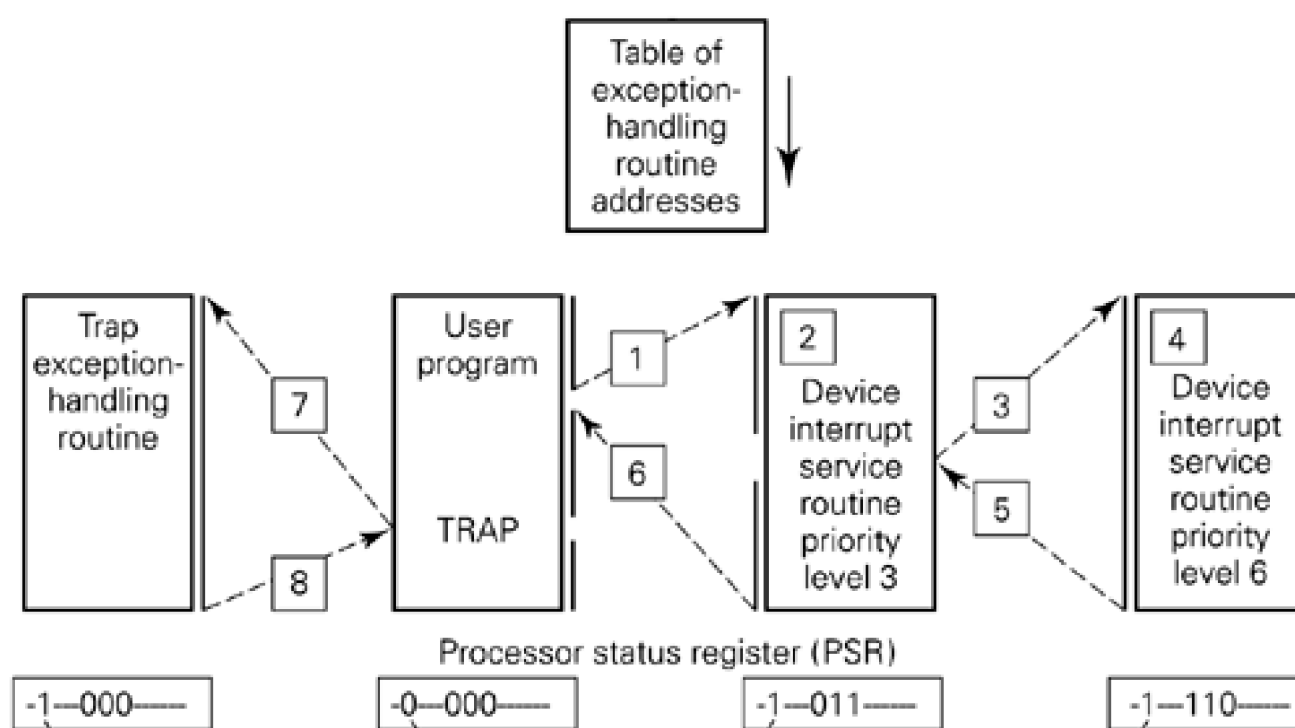 Table of
exception-
handling
routine
addresses
Trap
exception-
handling
routine
7
8
User
program
TRAP
1
6
2
Device
interrupt
service
routine
priority
level 3
3
5
4
Device
interrupt
service
routine
priority
level 6
Processor status register (PSR)
-1---000------
-0---000------
-1---011------
-1---110------